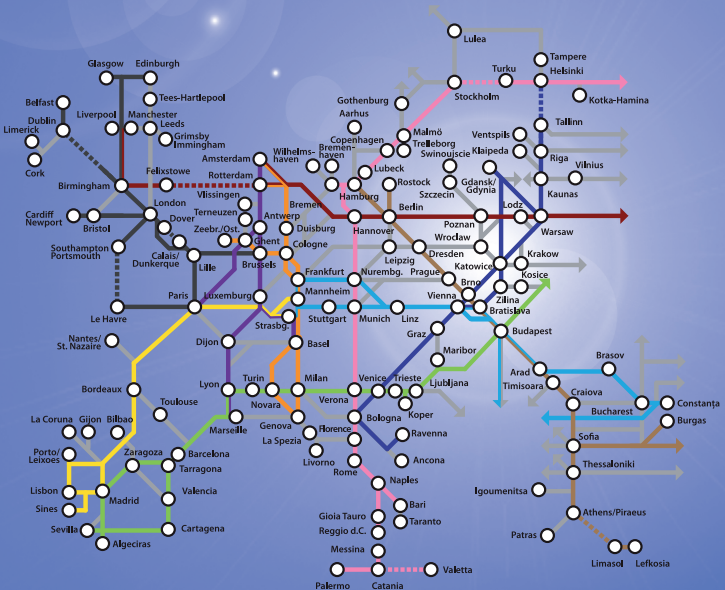 Lulea
Tampere
Glasgow
Edinburgh
Turku
Helsinki
Stockholm
Kotka-Hamina
Tees-Hartlepool
Belfast
Dublin
Liverpool
Manchester
Leeds
Gothenburg
Aarhus
Tallinn
Limerick
Grimsby
Immingham
Copenhagen
Malmö
Trelleborg
Ventspils
Cork
Amsterdam
Wilhelms-
haven
Bremen-
haven
Swinoujscie
Klaipeda
Riga
Vilnius
Felixstowe
Rotterdam
Lubeck
Rostock
Szczecin
Gdansk/
Gdynia
Kaunas
Birmingham
Vlissingen
Hamburg
London
Terneuzen
Antwerp
Bremen
Berlin
Lodz
Cardiff
Newport
Bristol
Dover
Zeebr./Ost.
Duisburg
Hannover
Poznan
Warsaw
Ghent
Cologne
Wroclaw
Southampton
Portsmouth
Calais/
Dunkerque
Lille
Brussels
Leipzig
Dresden
Krakow
Frankfurt
Nurembg.
Prague
Katowice
Kosice
Paris
Luxemburg
Mannheim
Brno
Vienna
Zilina
Le Havre
Strasbg.
Stuttgart
Munich
Linz
Bratislava
Nantes/
St. Nazaire
Dijon
Basel
Graz
Budapest
Maribor
Brasov
Bordeaux
Lyon
Turin
Milan
Venice
Trieste
Ljubljana
Arad
Timisoara
Toulouse
Novara
Verona
Craiova
Constanţa
La Coruna
Gijon
Bilbao
Marseille
Genova
Bologna
Koper
Bucharest
Burgas
Porto/
Leixoes
Zaragoza
Barcelona
La Spezia
Florence
Ravenna
Sofia
Tarragona
Livorno
Rome
Ancona
Thessaloniki
Lisbon
Madrid
Valencia
Naples
Igoumenitsa
Sines
Bari
Gioia Tauro
Taranto
Athens/Piraeus
Sevilla
Cartagena
Reggio d.C.
Patras
Algeciras
Messina
Limasol
Lefkosia
Palermo
Catania
Valetta